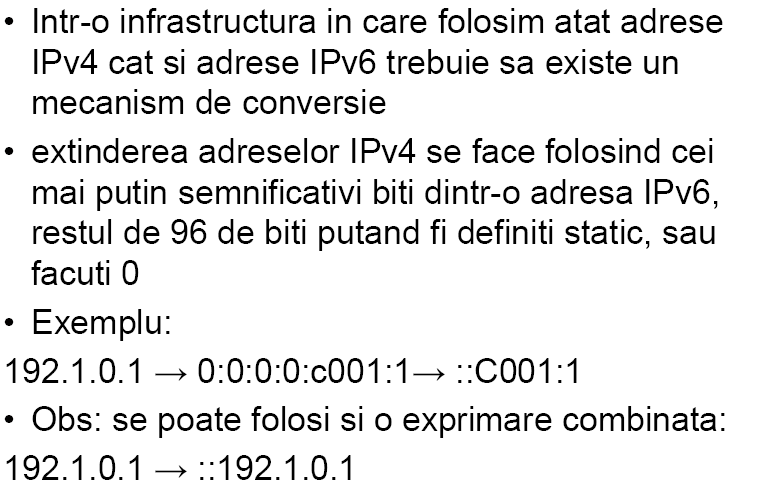 • Intr-o infrastructura in care folosim atat adrese
IPv4 cat si adrese IPv6 trebuie sa existe un
mecanism de conversie
• extinderea adreselor IPv4 se face folosind cei
mai putin semnificativi biti dintr-o adresa IPv6,
restul de 96 de biti putand fi definiti static, sau
facuti 0
• Exemplu:
192.1.0.1 → 0:0:0:0:c001:1→ ::C001:1
• Obs: se poate folosi si o exprimare combinata:
192.1.0.1 → ::192.1.0.1